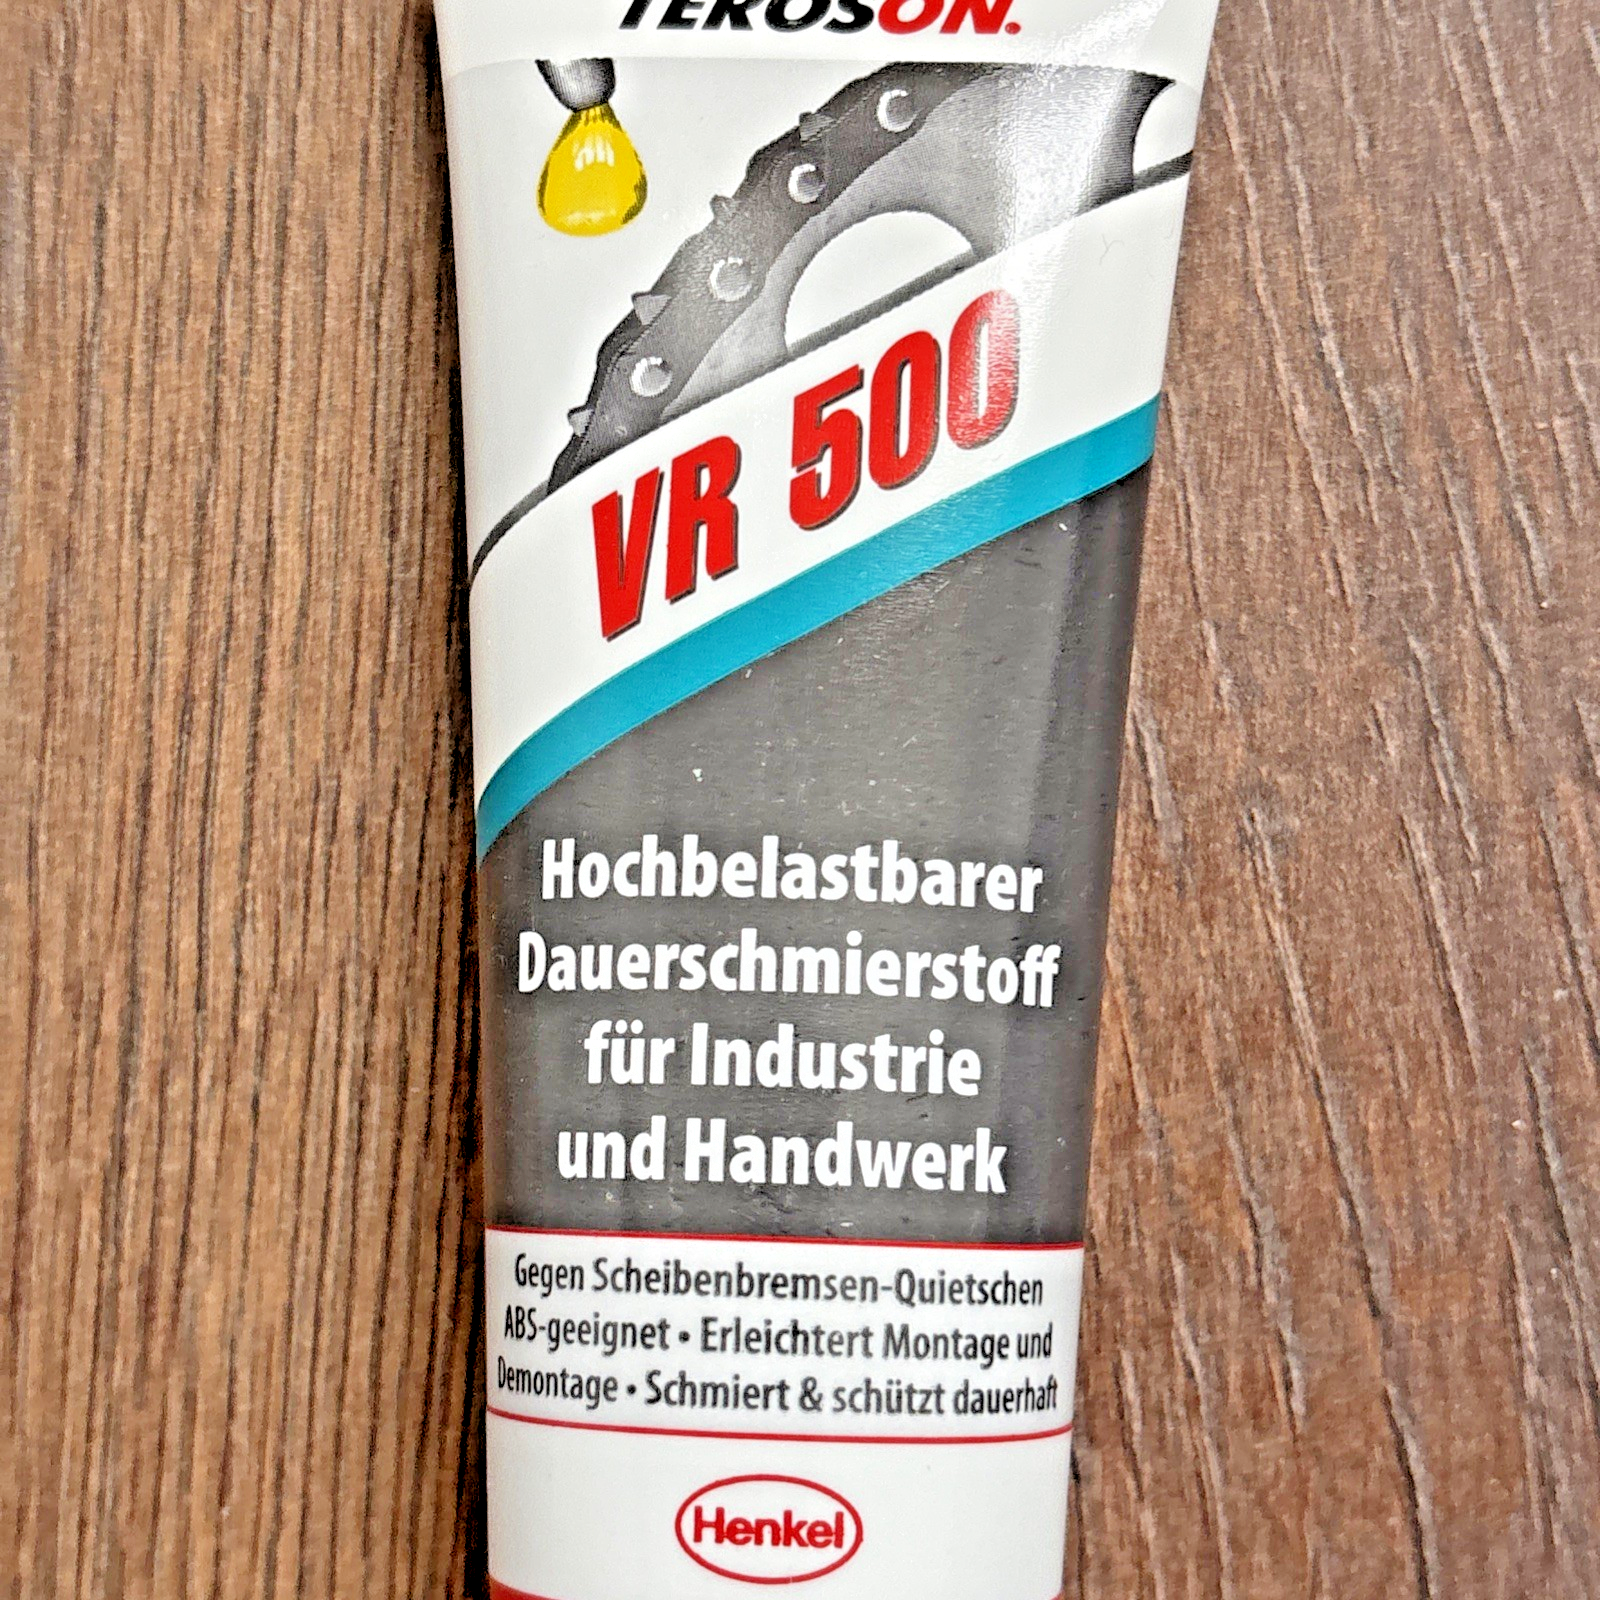 TEROSON.
VR 500
Hochbelastbarer
Dauerschmierstoff
für Industrie
und Handwerk
Gegen Scheibenbremsen-Quietschen
ABS-geeignet • Erleichtert Montage und
Demontage • Schmiert & schützt dauerhaft
Henkel